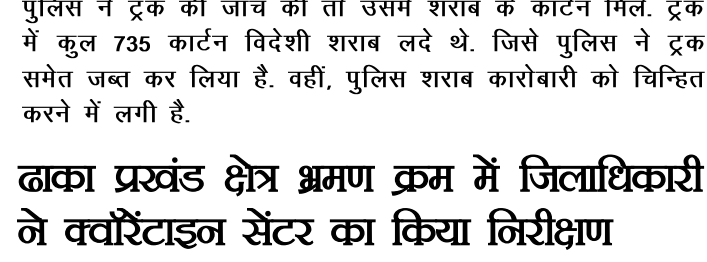 पुलिस ने ट्रक की जांच की तो उसमें शराब के कार्टन मिले. ट्रक
में कुल 735 कार्टन विदेशी शराब लदे थे. जिसे पुलिस ने ट्रक
समेत जब्त कर लिया है. वहीं, पुलिस शराब कारोबारी को चिन्हित
करने में लगी है.
ढाका प्रखंड क्षेत्र भ्रमण क्रम में जिलाधिकारी
ने क्वॉरेंटाइन सेंटर का किया निरीक्षण